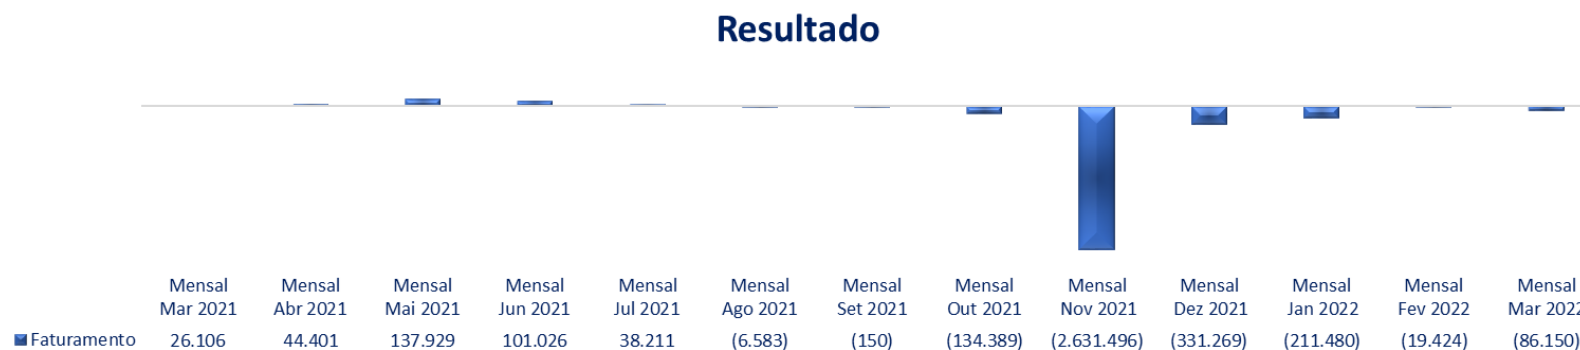 Resultado
Mensal Mensal Mensal Mensal Mensal Mensal Mensal Mensal Mensal Mensal Mensal Mensal Mensal
Mar 2021 Abr 2021 Mai 2021 Jun 2021 Jul 2021 Ago 2021 Set 2021 Out 2021 Nov 2021 Dez 2021 Jan 2022 Fev 2022 Mar 2022
Faturamento 26.106 44.401 137.929 101.026 38.211 (6.583) (150) (134.389) (2.631.496) (331.269) (211.480) (19.424) (86.150)